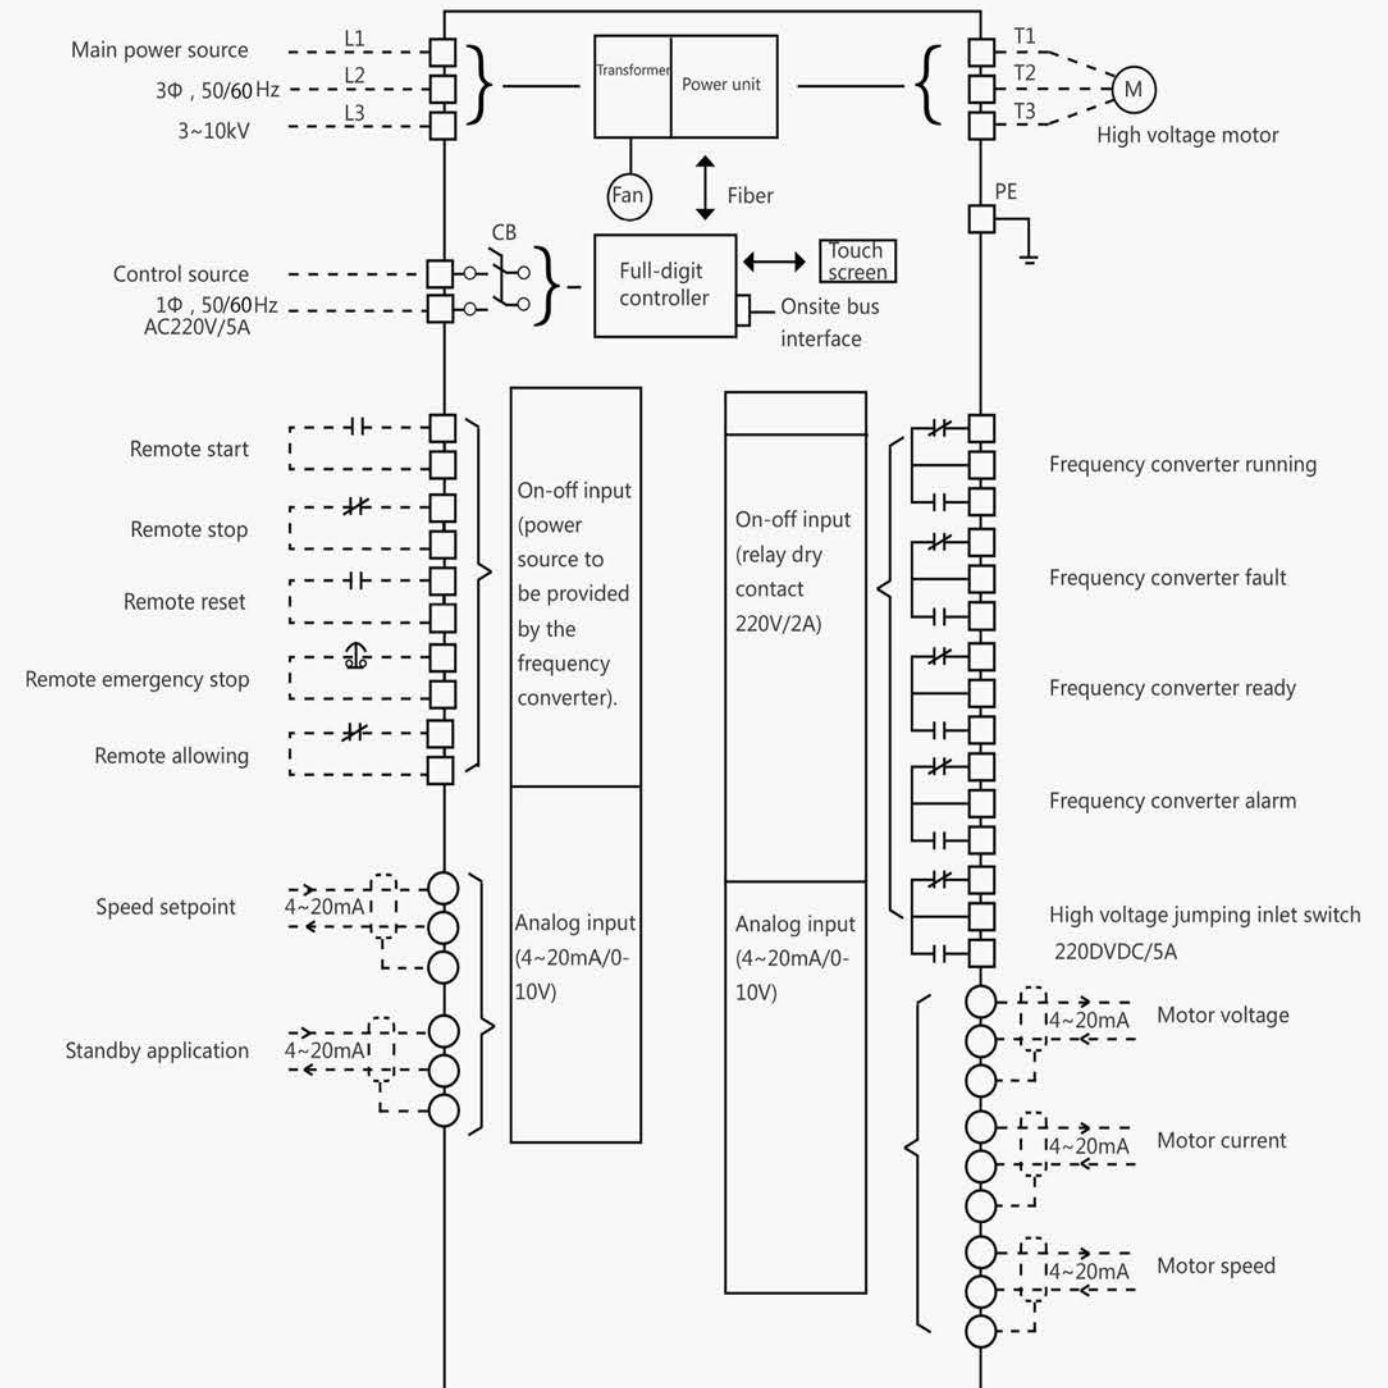 Main power source
3Φ , 50/60Hz
3~10kV
L1
L2
L3
Transformer
Power unit
T1
T2
T3
M
High voltage motor
Fan
Fiber
PE
CB
Control source
1Φ , 50/60Hz
AC220V/5A
Full-digit
controller
Touch
screen
Onsite bus
interface
Remote start
Remote stop
Remote reset
Remote emergency stop
Remote allowing
On-off input
(power
source to
be provided
by the
frequency
converter).
On-off input
(relay dry
contact
220V/2A)
Frequency converter running
Frequency converter fault
Frequency converter ready
Frequency converter alarm
High voltage jumping inlet switch
220DVDC/5A
Speed setpoint
4~20mA
Standby application
4~20mA
Analog input
(4~20mA/0-
10V)
Analog input
(4~20mA/0-
10V)
4~20mA
Motor voltage
4~20mA
Motor current
4~20mA
Motor speed